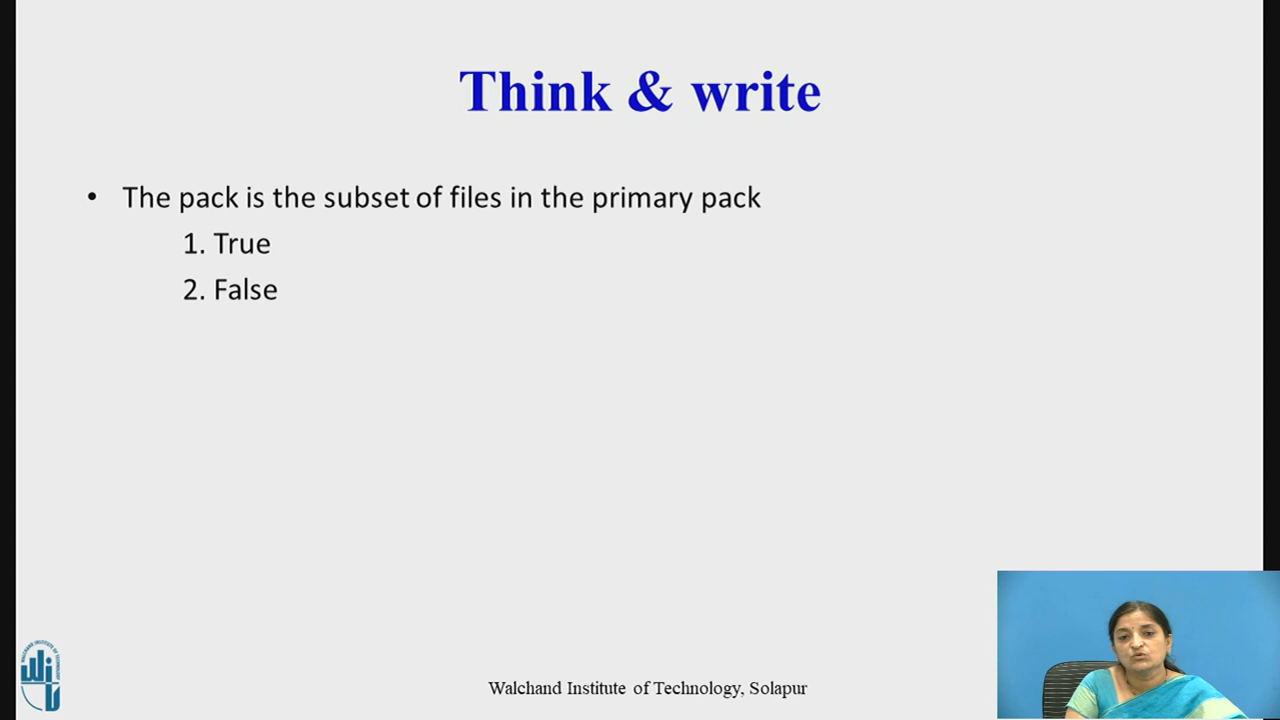 Think & write
• The pack is the subset of files in the primary pack
1. True
2. False
Walchand Institute of Technology, Solapur